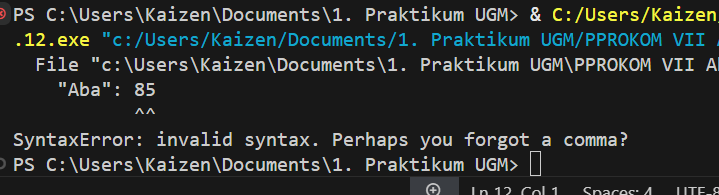 PS C:\Users\Kaizen\Documents\1. Praktikum UGM> & C:/Users/Kaizen
.12.exe "c:/Users/Kaizen/Documents/1. Praktikum UGM/PPROKOM VII A
  File "c:\Users\Kaizen\Documents\1. Praktikum UGM\PPROKOM VII A
    "Aba": 85
           ^^
SyntaxError: invalid syntax. Perhaps you forgot a comma?
PS C:\Users\Kaizen\Documents\1. Praktikum UGM>
Ln 12, Col 1 Spaces: 4 UTF-8